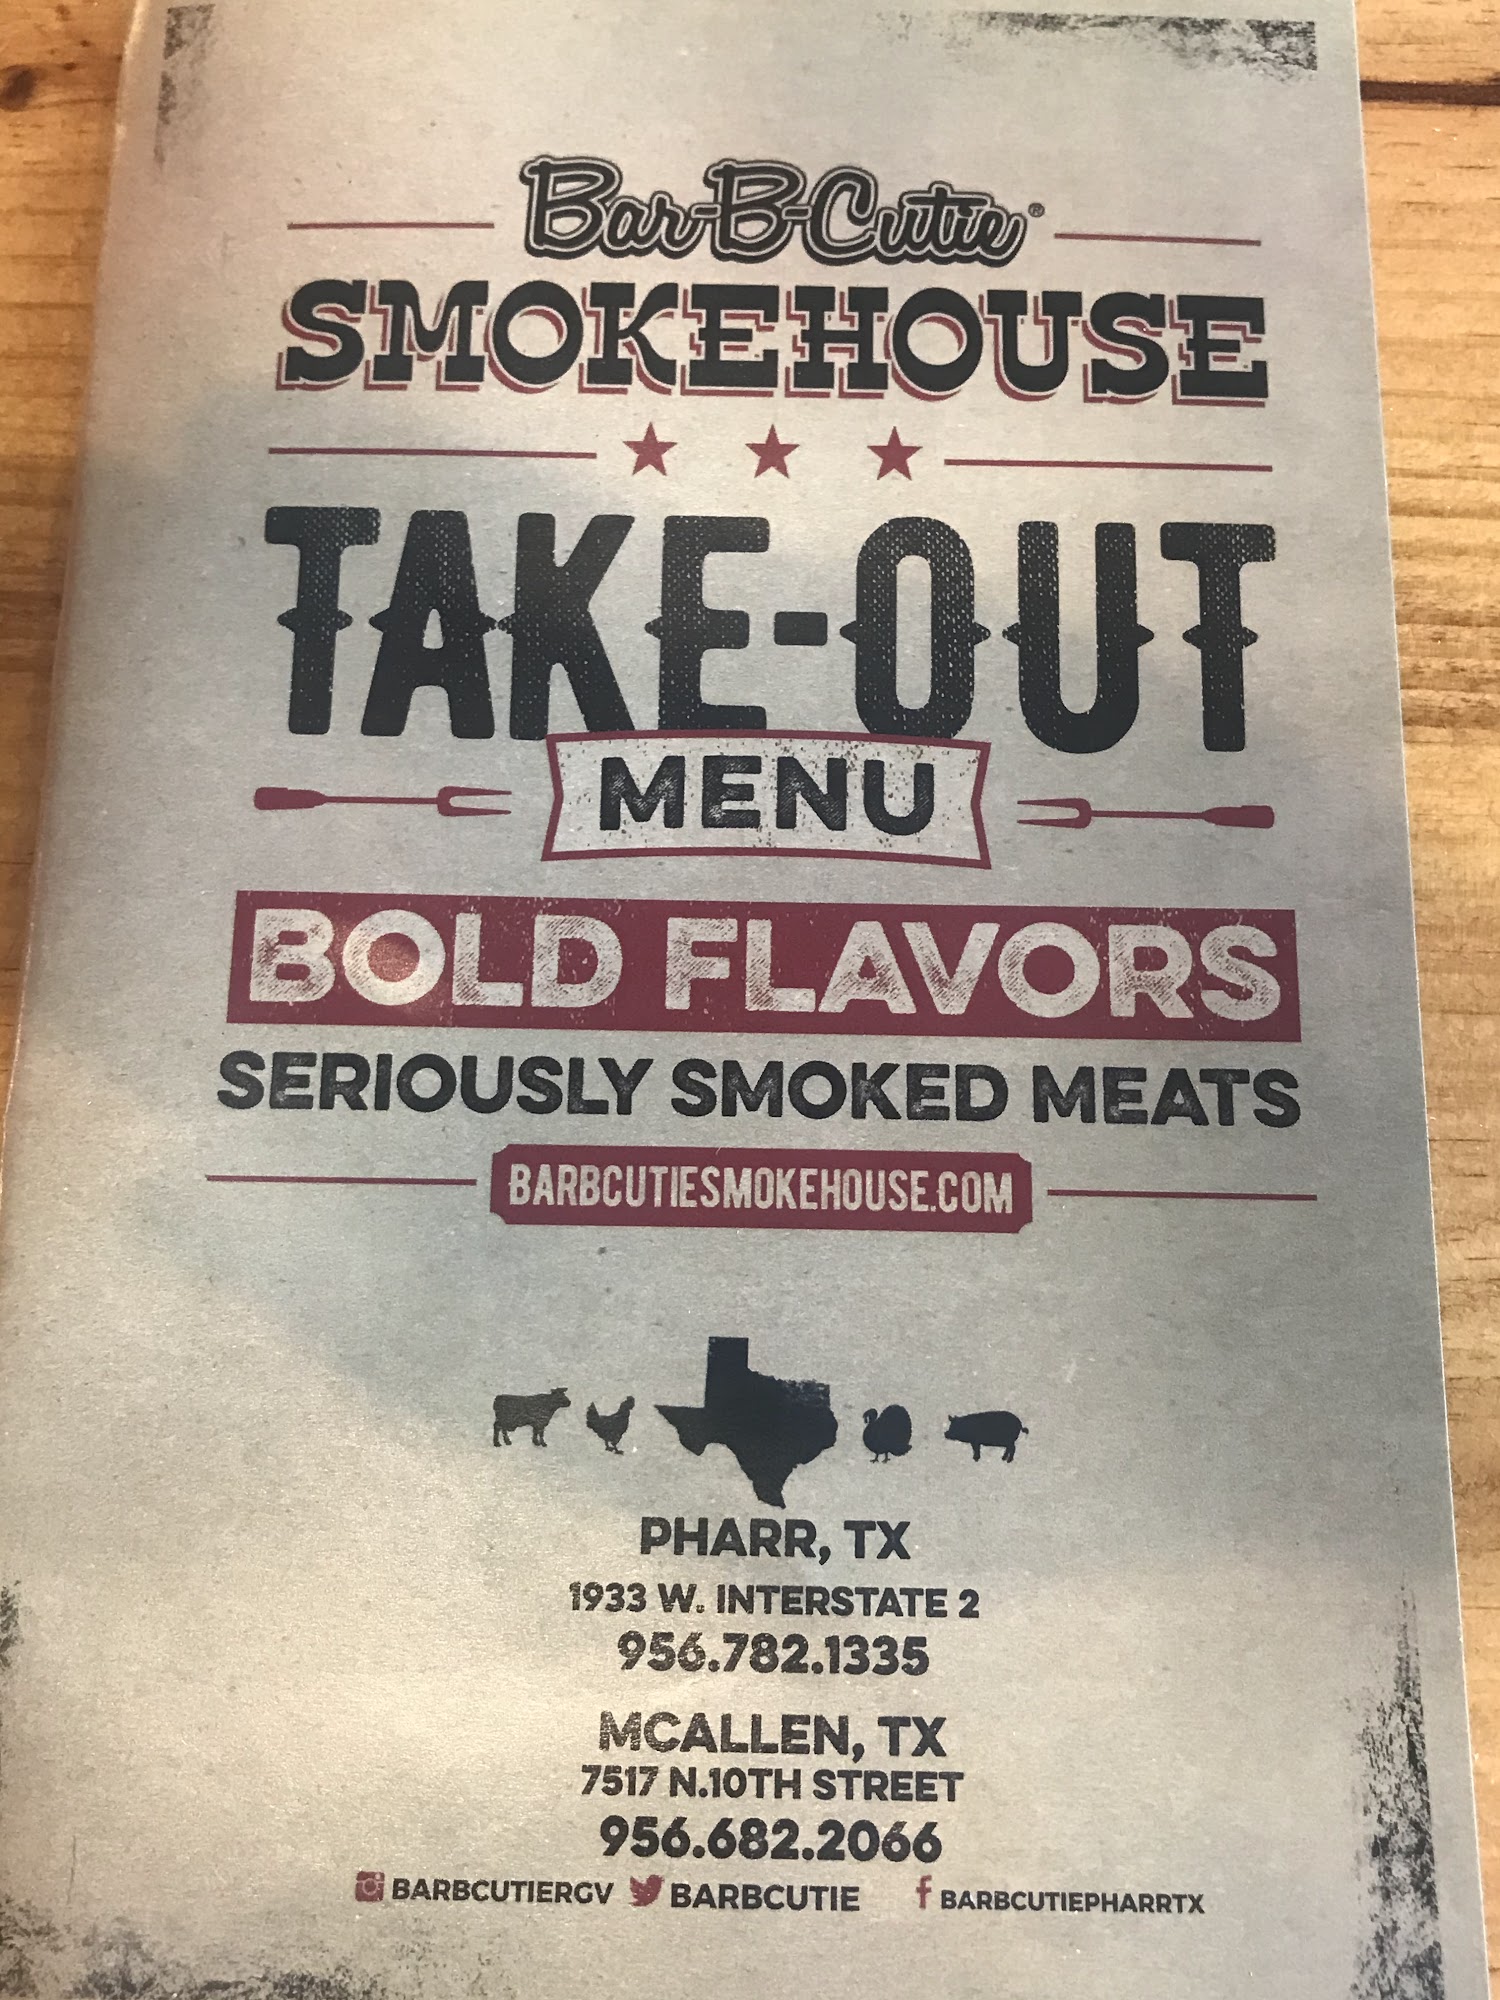 Bar-B-Cutie®
SMOKEHOUSE
TAKE-OUT
MENU
BOLD FLAVORS
SERIOUSLY SMOKED MEATS
BARBCUTIESMOKEHOUSE.COM
PHARR, TX
1933 W. INTERSTATE 2
956.782.1335
MCALLEN, TX
7517 N.10TH STREET
956.682.2066
BARBCUTIERGV BARBCUTIE f BARBCUTIEPHARRTX